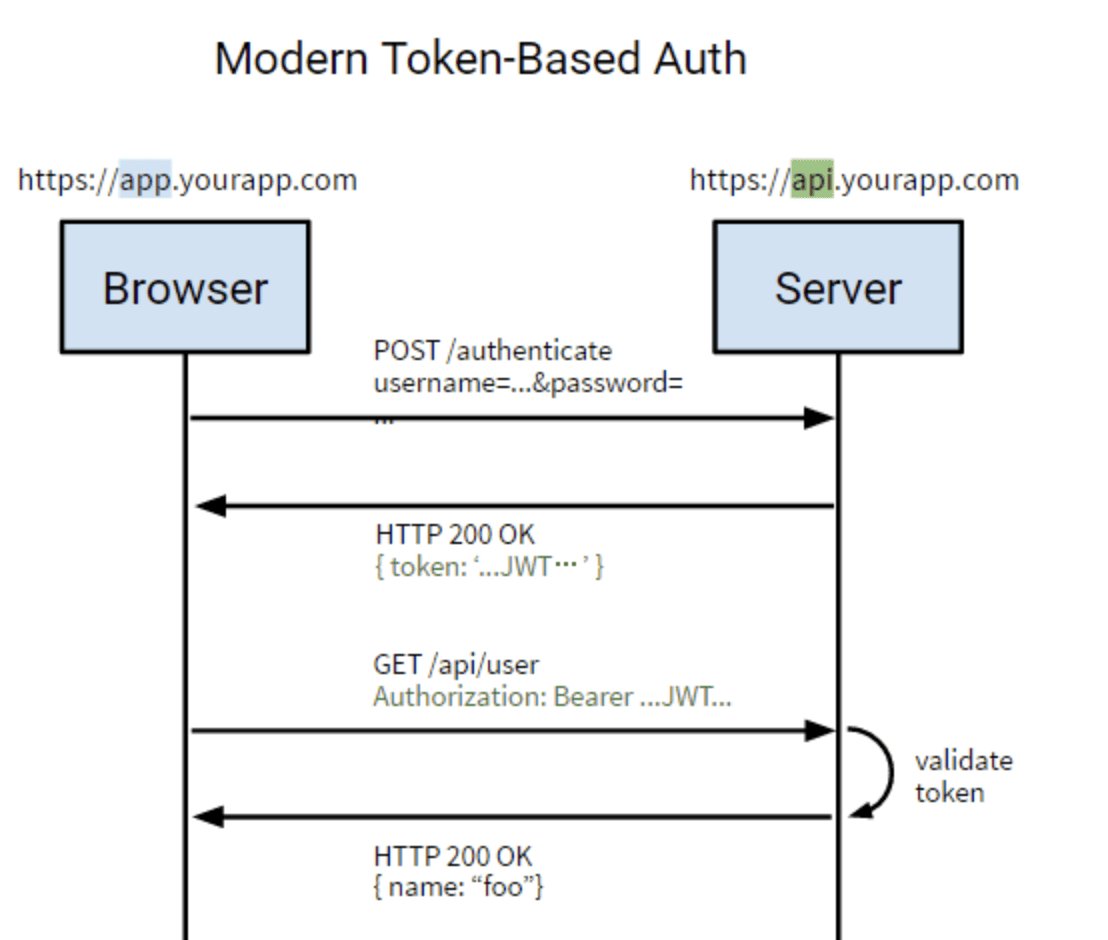 Modern Token-Based Auth
https://app.yourapp.com
https://api.yourapp.com
Browser
Server
POST /authenticate
username=...&password=
...
HTTP 200 OK
{ token: ‘...JWT··· ’ }
GET /api/user
Authorization: Bearer ...JWT...
validate
token
HTTP 200 OK
{ name: “foo”}